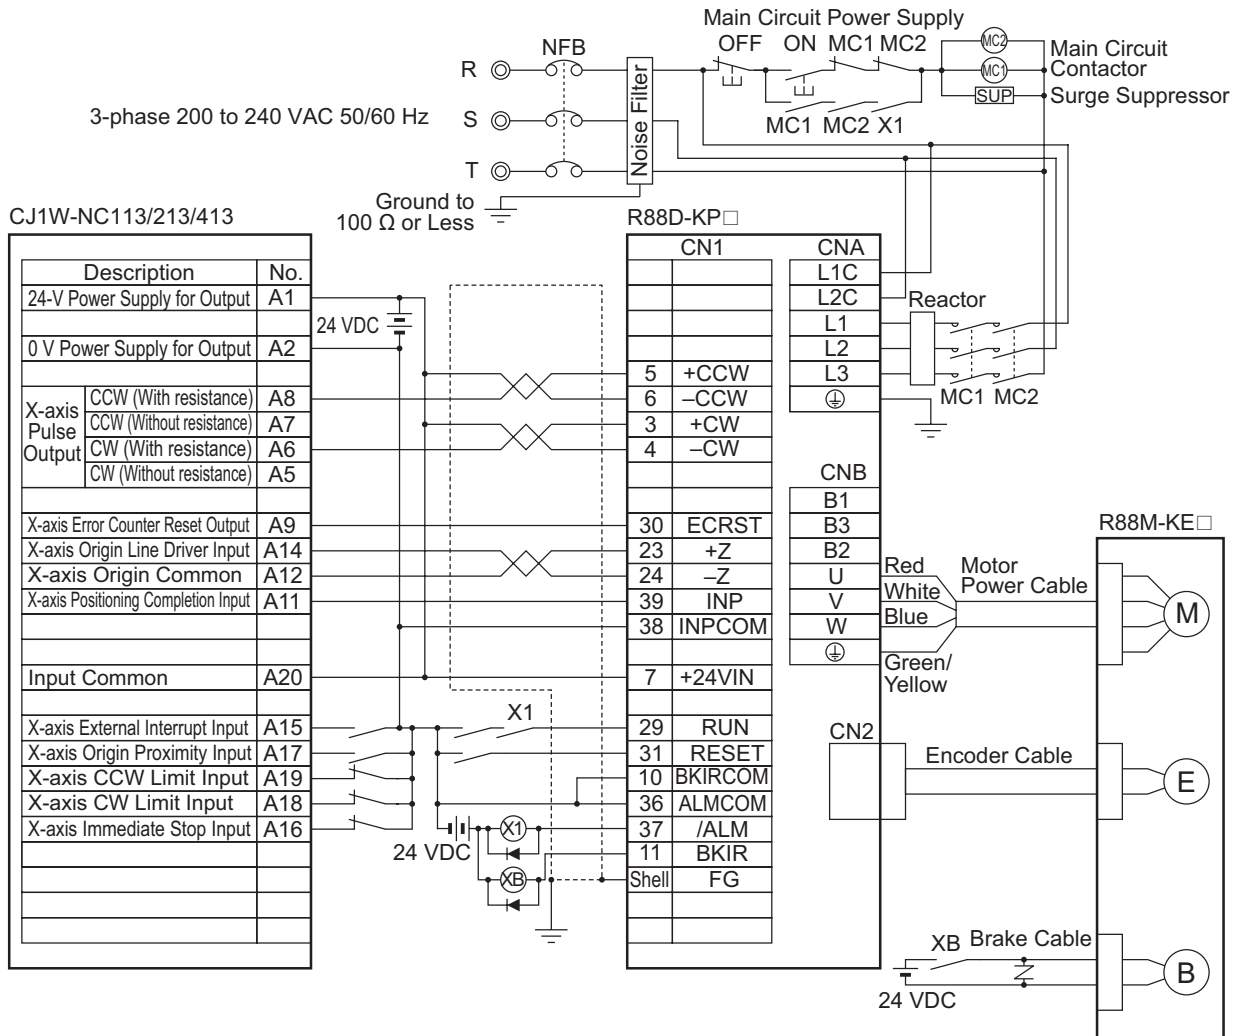 Main Circuit Power Supply
OFF ON MC1 MC2
MC2
Main Circuit
Contactor
MC1
SUP
Surge Suppressor
MC1 MC2 X1
NFB
R
S
T
Noise Filter
3-phase 200 to 240 VAC 50/60 Hz
Ground to
100 Ω or Less
CJ1W-NC113/213/413
Description No.
24-V Power Supply for Output A1
0 V Power Supply for Output A2
X-axis
Pulse
Output
CCW (With resistance) A8
CCW (Without resistance) A7
CW (With resistance) A6
CW (Without resistance) A5
X-axis Error Counter Reset Output A9
X-axis Origin Line Driver Input A14
X-axis Origin Common A12
X-axis Positioning Completion Input A11
Input Common A20
X-axis External Interrupt Input A15
X-axis Origin Proximity Input A17
X-axis CCW Limit Input A19
X-axis CW Limit Input A18
X-axis Immediate Stop Input A16
24 VDC
X1
24 VDC
X1
XB
R88D-KP□
CN1
5 +CCW
6 –CCW
3 +CW
4 –CW
30 ECRST
23 +Z
24 –Z
39 INP
38 INPCOM
7 +24VIN
29 RUN
31 RESET
10 BKIRCOM
36 ALMCOM
37 /ALM
11 BKIR
Shell FG
CNA
L1C
L2C
L1
L2
L3
Reactor
MC1 MC2
CNB
B1
B3
B2
U
V
W
Red
White
Blue
Green/
Yellow
Motor
Power Cable
CN2
Encoder Cable
R88M-KE□
M
E
B
XB Brake Cable
24 VDC